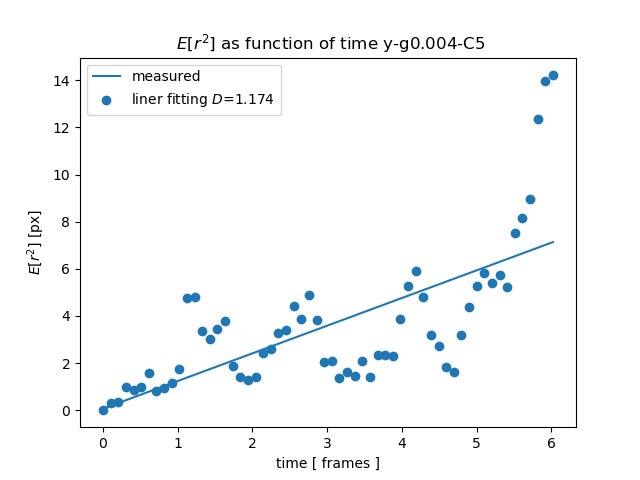 E[r²] as function of time y-g0.004-C5
measured
liner fitting D=1.174
14
12
10
8
6
4
2
0
E[r²] [px]
0 1 2 3 4 5 6
time [ frames ]